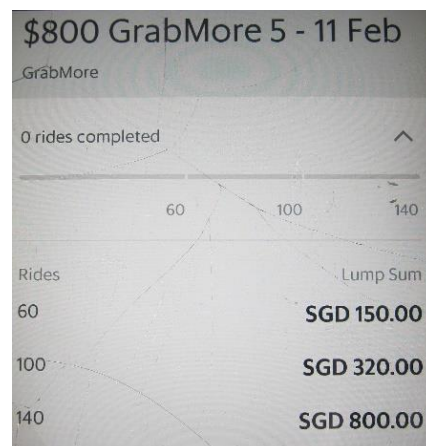 $800 GrabMore 5 - 11 Feb
GrabMore
0 rides completed
60 100 140
Rides Lump Sum
60 SGD 150.00
100 SGD 320.00
140 SGD 800.00